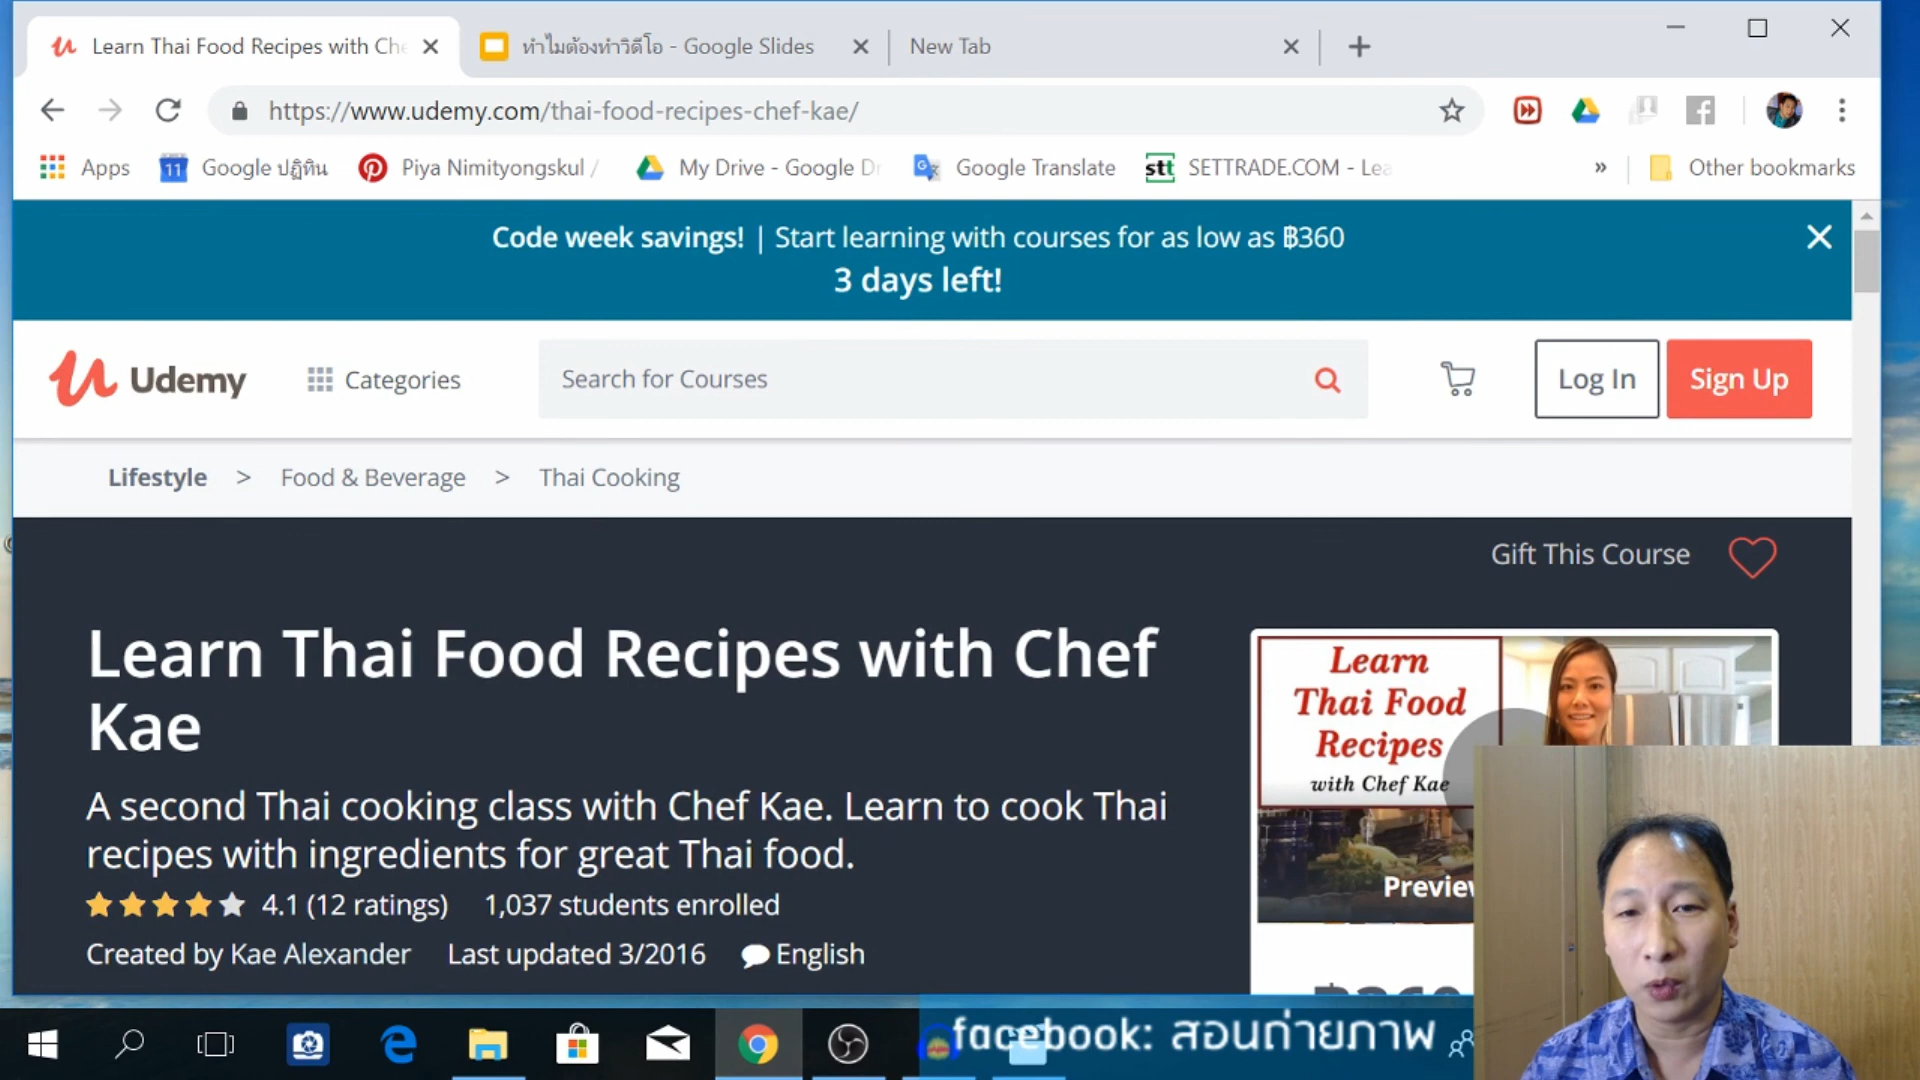 Learn Thai Food Recipes with Che
ทำไมต้องทำวิดีโอ - Google Slides
New Tab
https://www.udemy.com/thai-food-recipes-chef-kae/
Apps
11
Google ปฏิทิน
Piya Nimityongskul /
My Drive - Google Dr
Google Translate
stt
SETTRADE.COM - Lea
»
Other bookmarks
Code week savings! | Start learning with courses for as low as ฿360
3 days left!
Udemy
Categories
Search for Courses
Log In
Sign Up
Lifestyle > Food & Beverage > Thai Cooking
Gift This Course
Learn Thai Food Recipes with Chef
Kae
A second Thai cooking class with Chef Kae. Learn to cook Thai
recipes with ingredients for great Thai food.
4.1 (12 ratings) 1,037 students enrolled
Created by Kae Alexander Last updated 3/2016 English
Learn
Thai Food
Recipes
with Chef Kae
Preview
facebook: สอนถ่ายภาพ